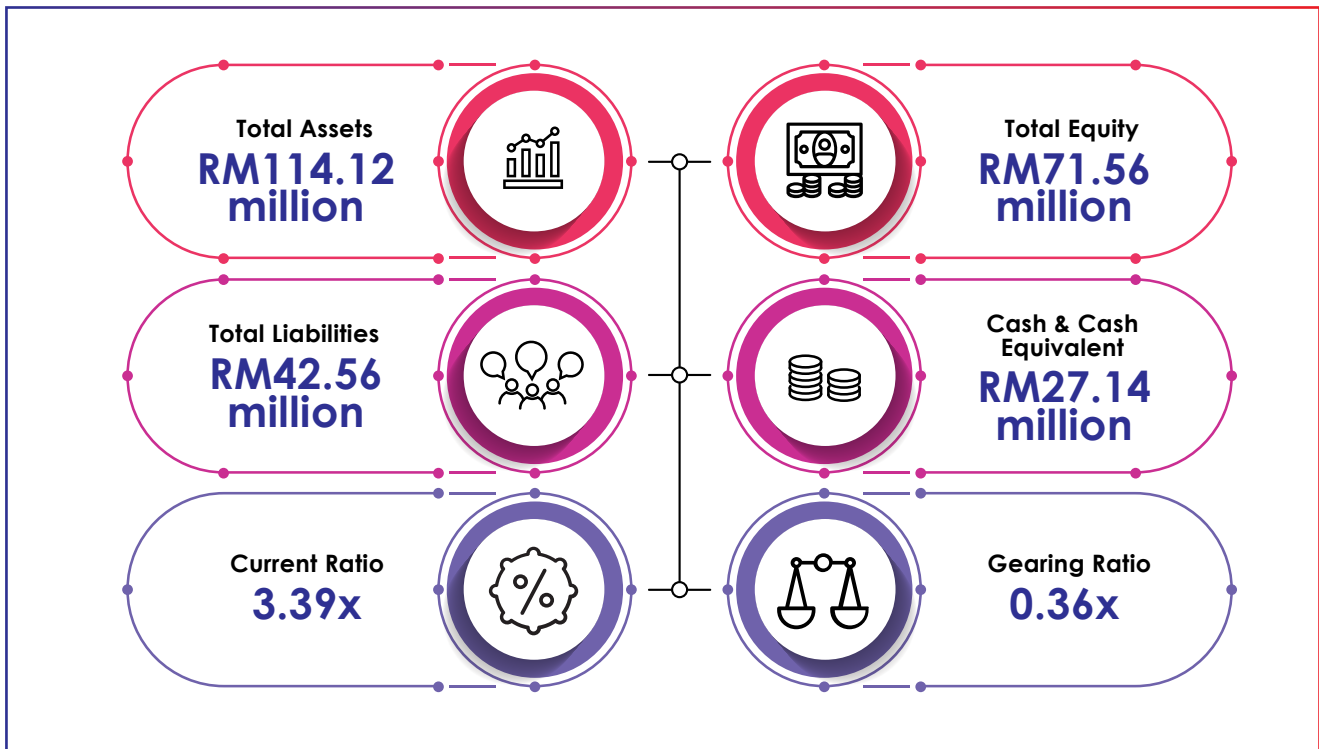 Total Assets
RM114.12
million
Total Equity
RM71.56
million
Total Liabilities
RM42.56
million
Cash & Cash
Equivalent
RM27.14
million
Current Ratio
3.39x
Gearing Ratio
0.36x